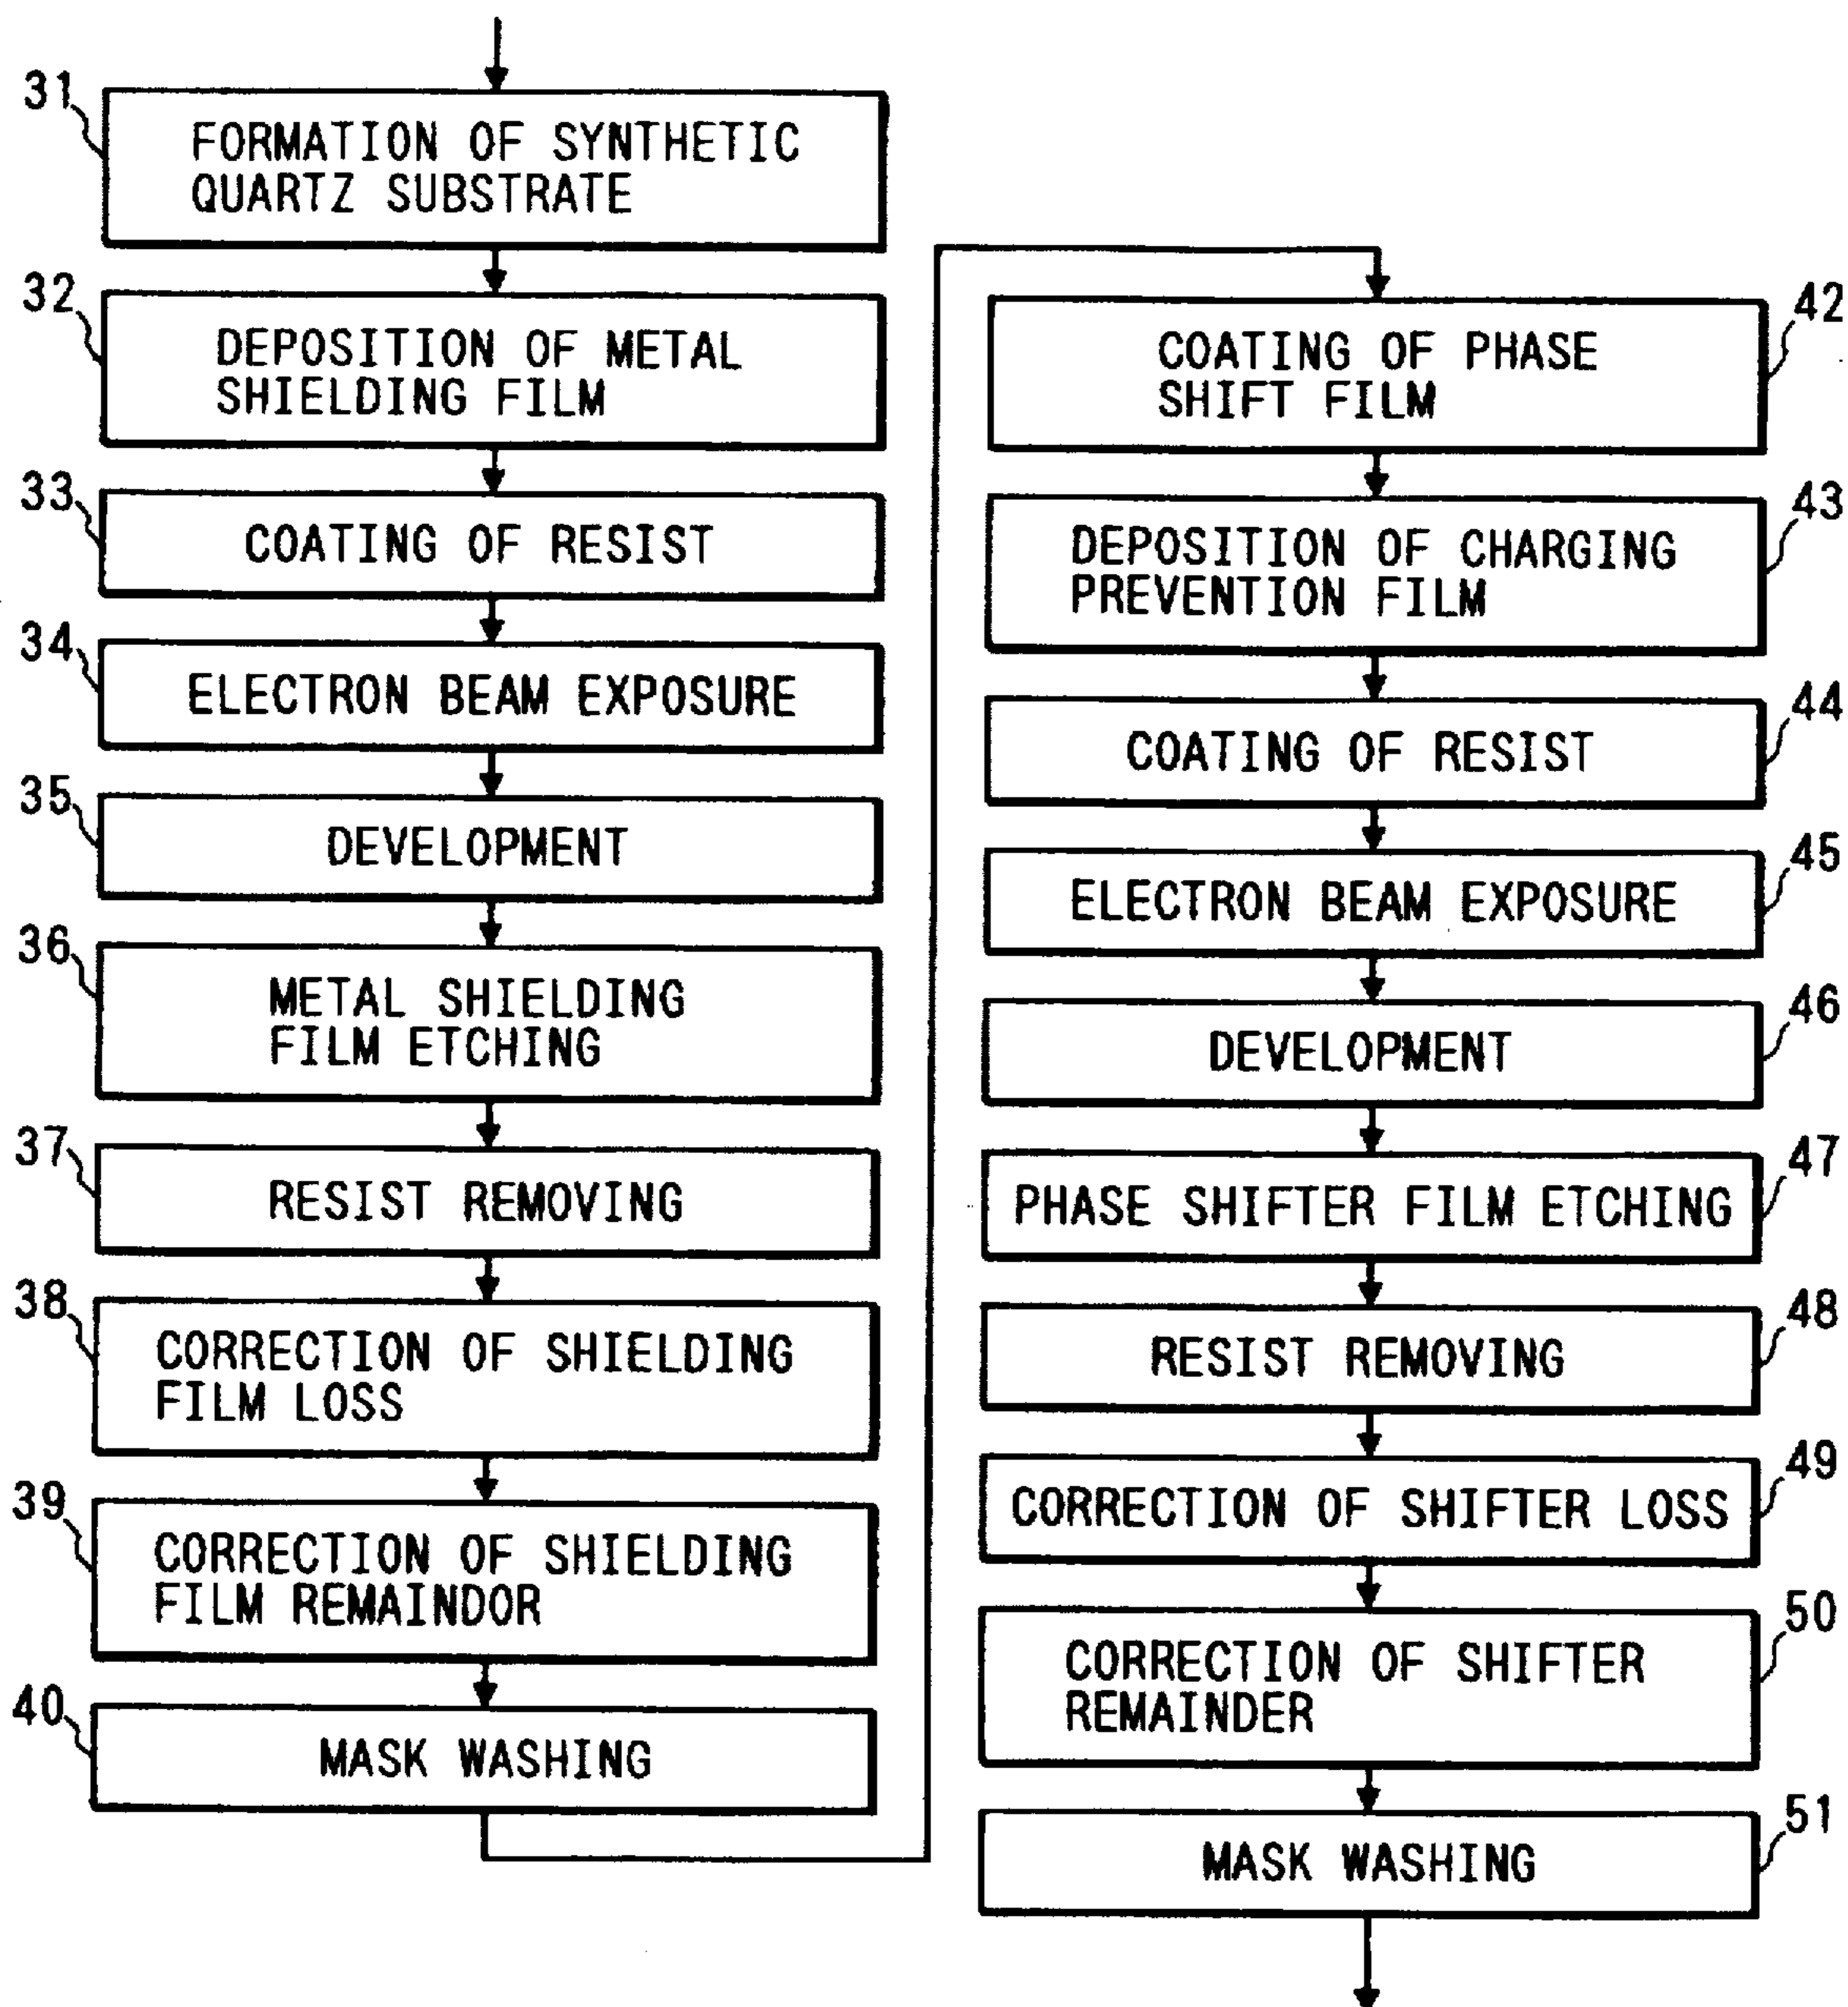 31
FORMATION OF SYNTHETIC
QUARTZ SUBSTRATE
32
DEPOSITION OF METAL
SHIELDING FILM
33
COATING OF RESIST
34
ELECTRON BEAM EXPOSURE
35
DEVELOPMENT
36
METAL SHIELDING
FILM ETCHING
37
RESIST REMOVING
38
CORRECTION OF SHIELDING
FILM LOSS
39
CORRECTION OF SHIELDING
FILM REMAINDOR
40
MASK WASHING
42
COATING OF PHASE
SHIFT FILM
43
DEPOSITION OF CHARGING
PREVENTION FILM
44
COATING OF RESIST
45
ELECTRON BEAM EXPOSURE
46
DEVELOPMENT
47
PHASE SHIFTER FILM ETCHING
48
RESIST REMOVING
49
CORRECTION OF SHIFTER LOSS
50
CORRECTION OF SHIFTER
REMAINDER
51
MASK WASHING